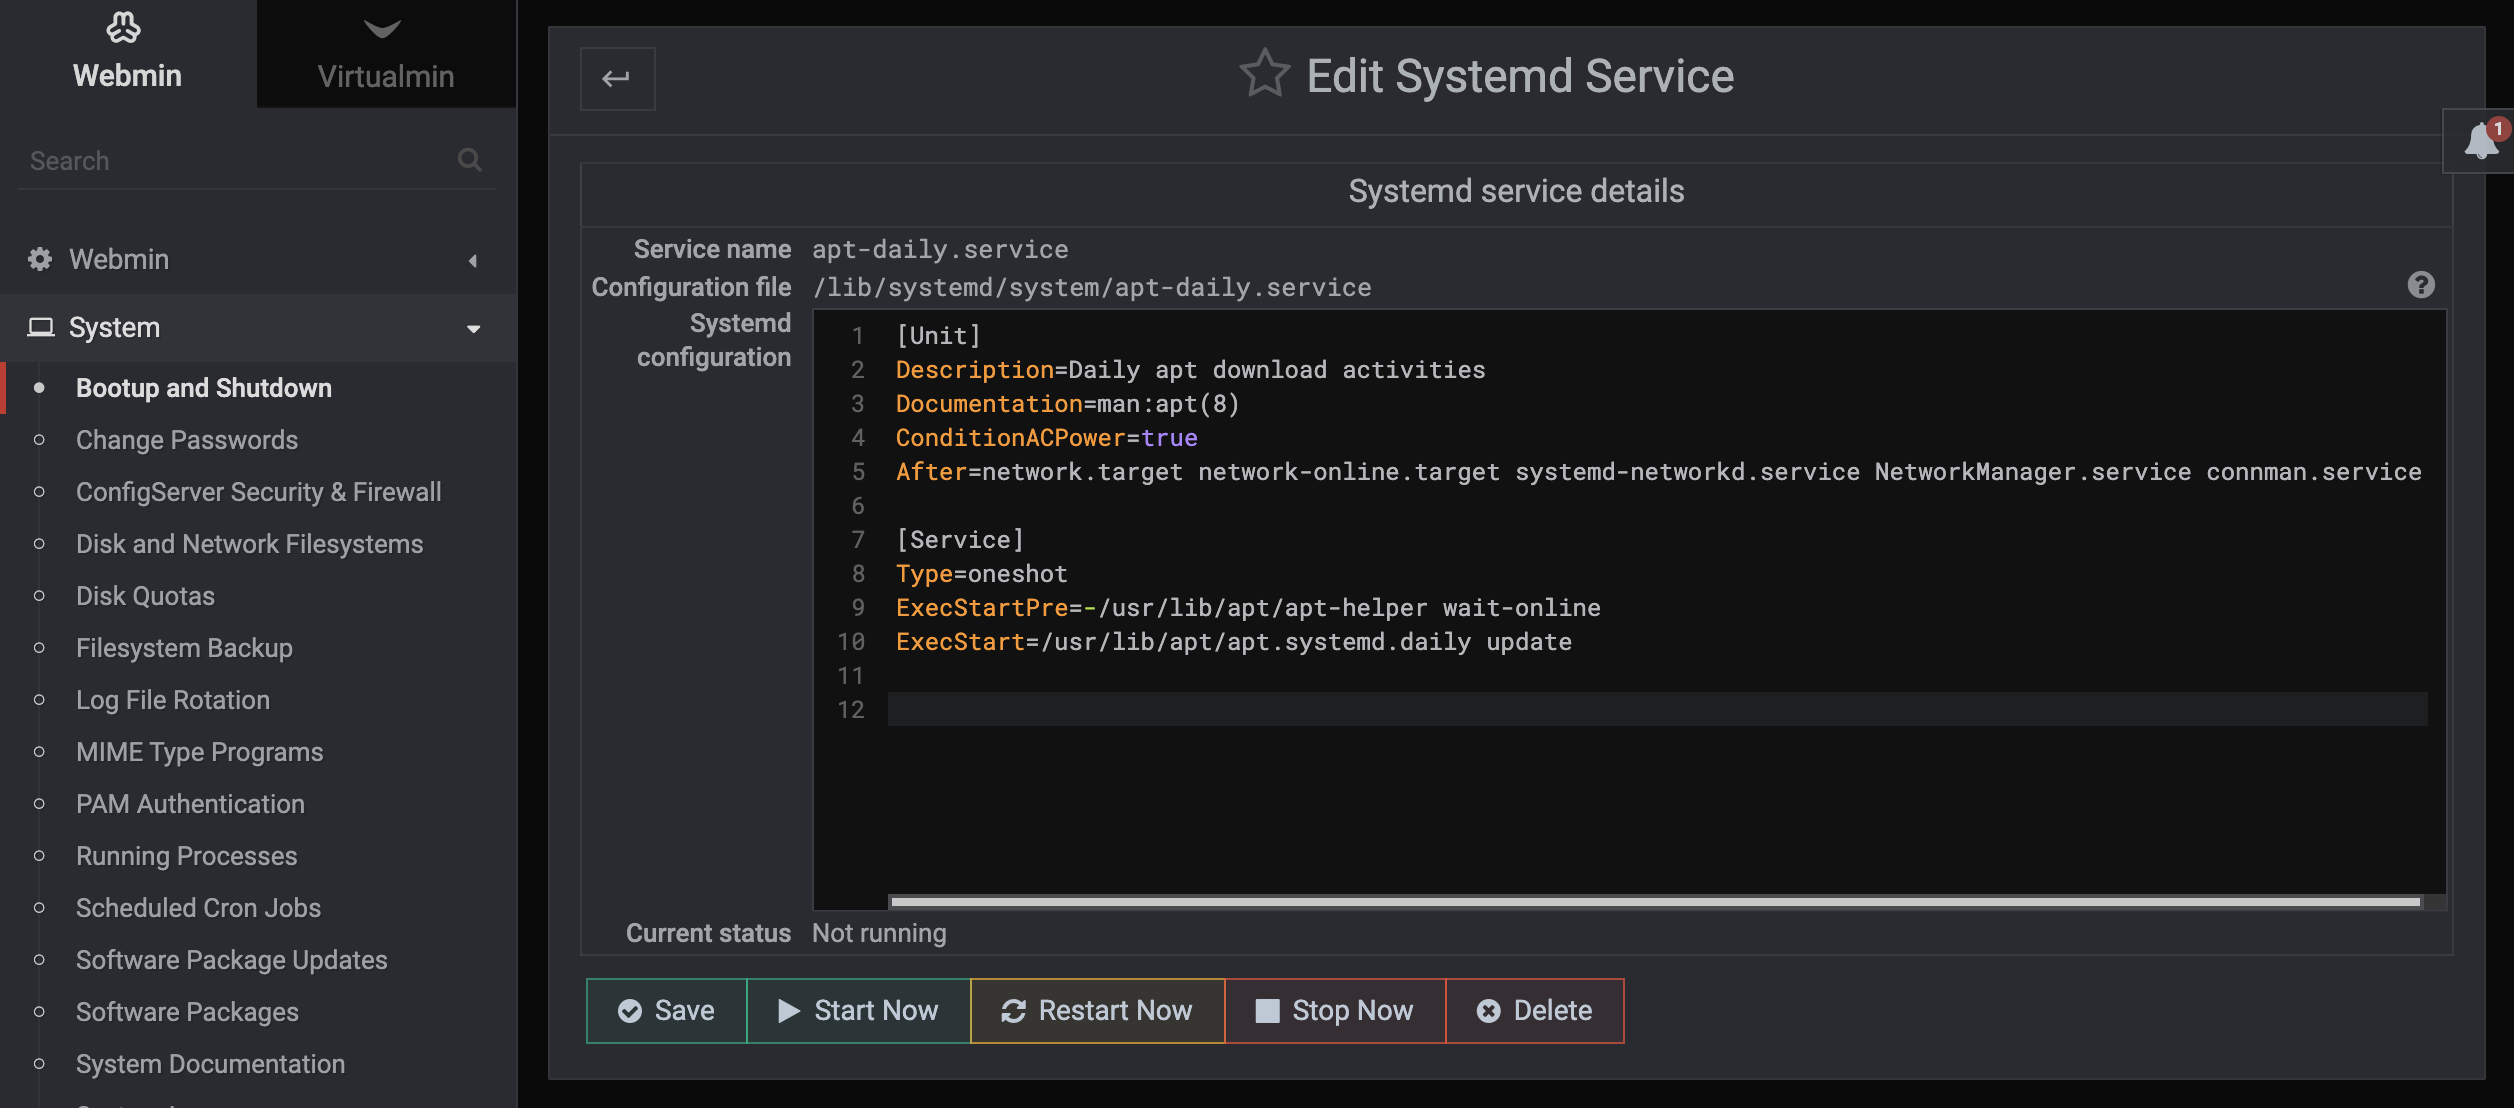 Webmin
Virtualmin
Search
Webmin
System
Bootup and Shutdown
Change Passwords
ConfigServer Security & Firewall
Disk and Network Filesystems
Disk Quotas
Filesystem Backup
Log File Rotation
MIME Type Programs
PAM Authentication
Running Processes
Scheduled Cron Jobs
Software Package Updates
Software Packages
System Documentation
Edit Systemd Service
1
Systemd service details
Service name apt-daily.service
Configuration file /lib/systemd/system/apt-daily.service
?
Systemd configuration
1 [Unit]
2 Description=Daily apt download activities
3 Documentation=man:apt(8)
4 ConditionACPower=true
5 After=network.target network-online.target systemd-networkd.service NetworkManager.service connman.service
6
7 [Service]
8 Type=oneshot
9 ExecStartPre=-/usr/lib/apt/apt-helper wait-online
10 ExecStart=/usr/lib/apt/apt.systemd.daily update
11
12
Current status Not running
Save Start Now Restart Now Stop Now Delete